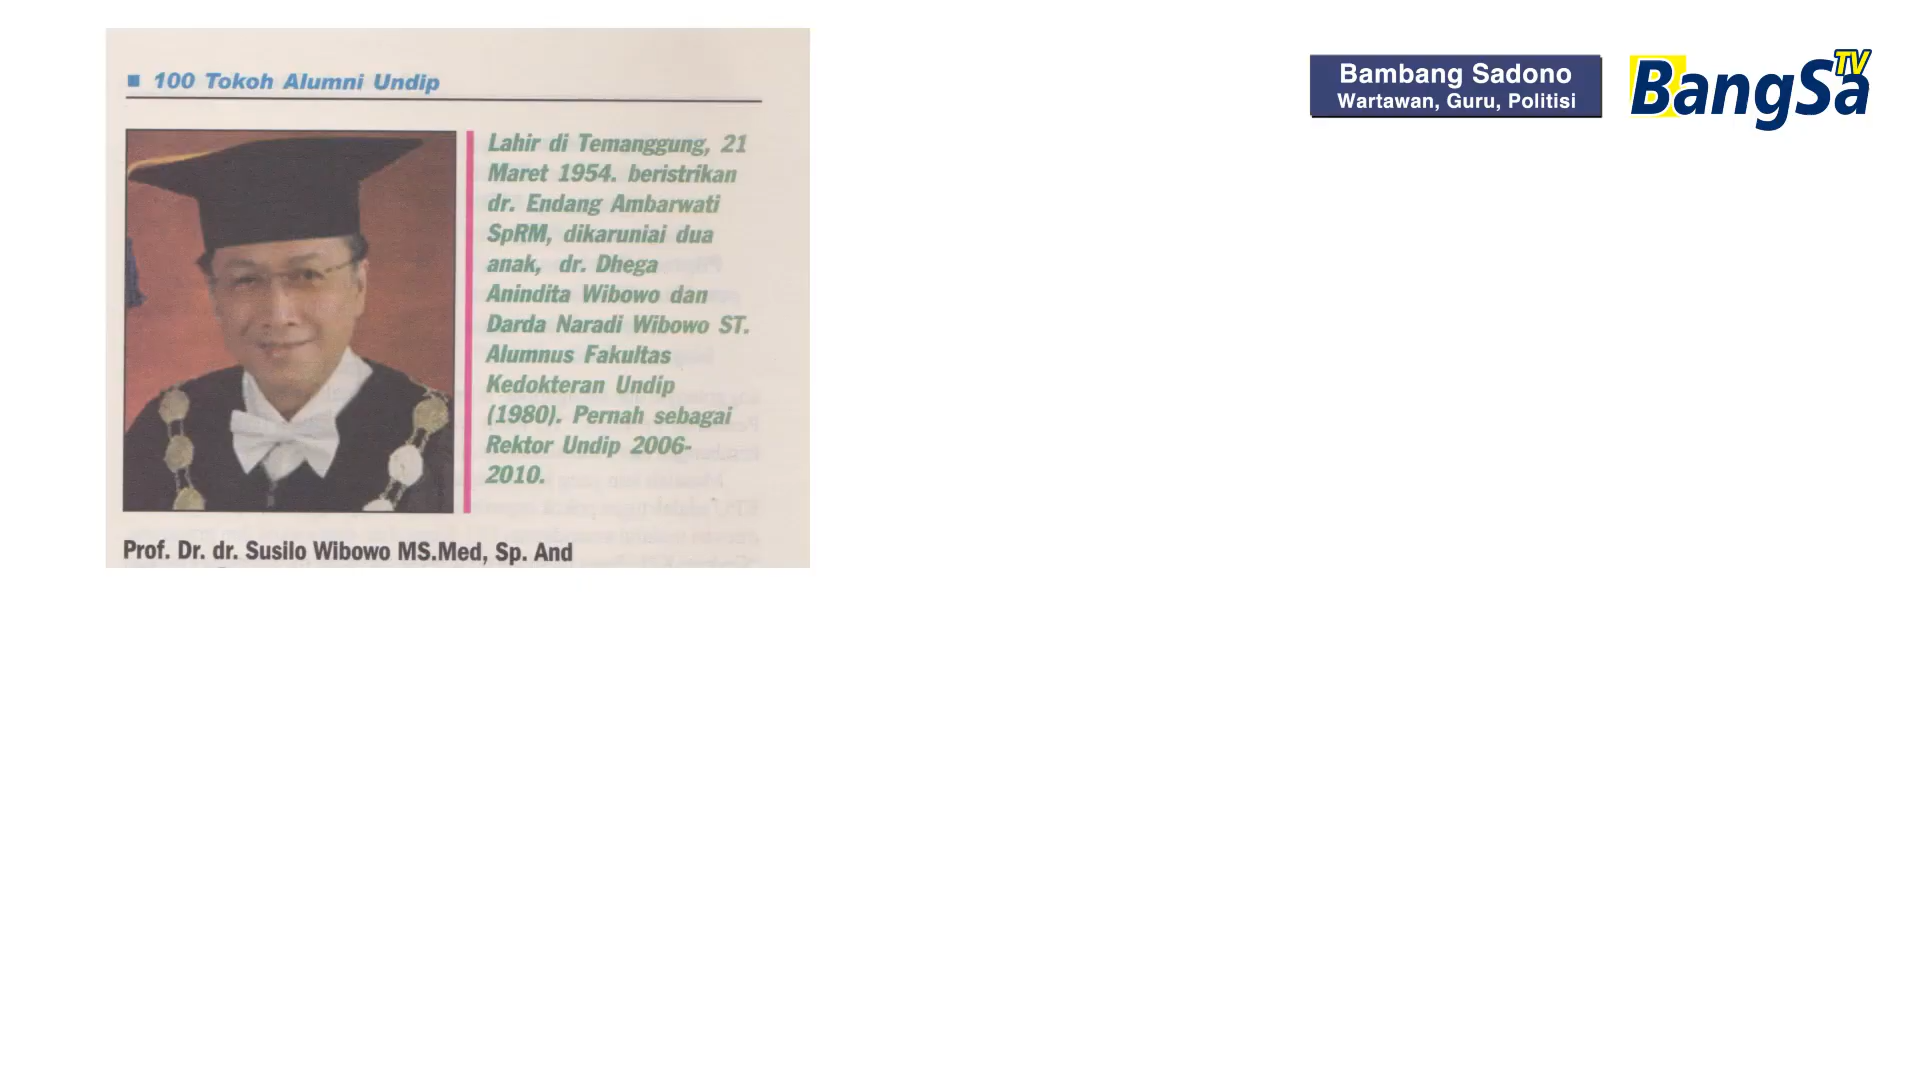 100 Tokoh Alumni Undip
Lahir di Temanggung, 21
Maret 1954. beristrikan
dr. Endang Ambarwati
SpRM, dikaruniai dua
anak, dr. Dhega
Anindita Wibowo dan
Darda Naradi Wibowo ST.
Alumnus Fakultas
Kedokteran Undip
(1980). Pernah sebagai
Rektor Undip 2006-
2010.
Prof. Dr. dr. Susilo Wibowo MS.Med, Sp. And
Bambang Sadono
Wartawan, Guru, Politisi
BangSa TV